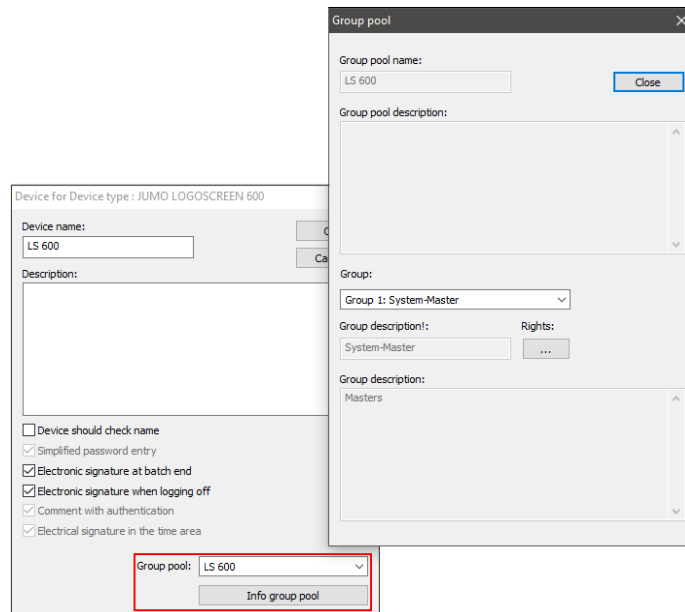 Group pool
Group pool name:
LS 600
Close
Group pool description:
Group:
Group 1: System-Master
Group description!:
Rights:
System-Master
...
Group description:
Masters
Device for Device type : JUMO LOGOSCREEN 600
Device name:
LS 600
Description:
Device should check name
Simplified password entry
Electronic signature at batch end
Electronic signature when logging off
Comment with authentication
Electrical signature in the time area
Group pool:
LS 600
Info group pool